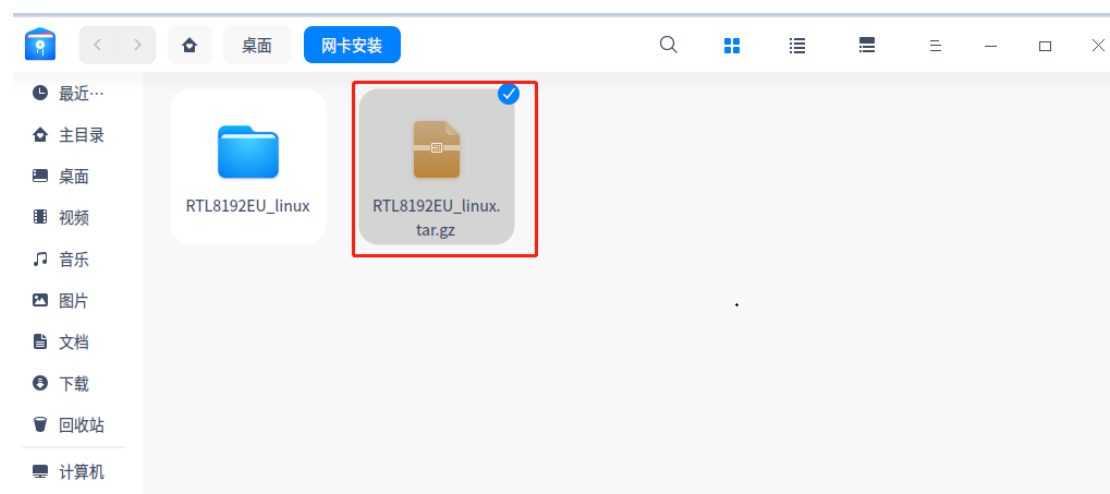 桌面
网卡安装
最近…
主目录
桌面
视频
音乐
图片
文档
下载
回收站
计算机
RTL8192EU_linux
RTL8192EU_linux.
tar.gz